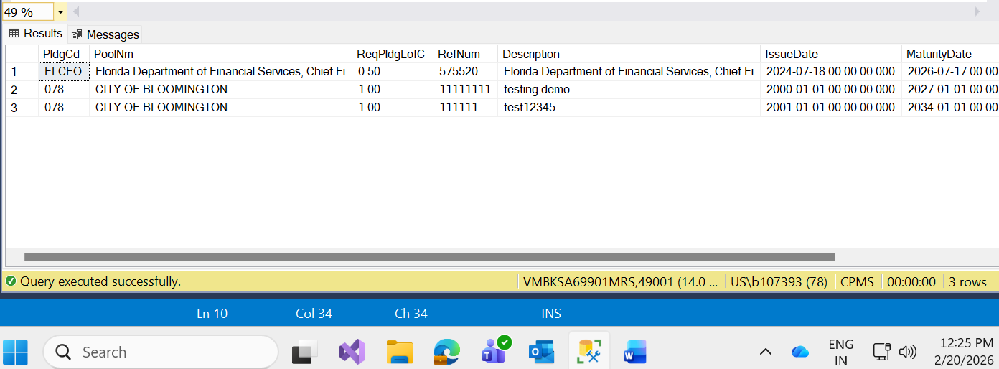 49 %
Results Messages
PldgCd PoolNm ReqPldgLofC RefNum Description IssueDate MaturityDate
1 FLCFO Florida Department of Financial Services, Chief Fi 0.50 575520 Florida Department of Financial Services, Chief Fi 2024-07-18 00:00:00.000 2026-07-17 00:00
2 078 CITY OF BLOOMINGTON 1.00 11111111 testing demo 2000-01-01 00:00:00.000 2027-01-01 00:00
3 078 CITY OF BLOOMINGTON 1.00 111111 test12345 2001-01-01 00:00:00.000 2034-01-01 00:00
Query executed successfully. VMBKSA69901MRS,49001 (14.0 ... US\b107393 (78) CPMS 00:00:00 3 rows
Ln 10 Col 34 Ch 34 INS
Search ENG 12:25 PM
IN 2/20/2026